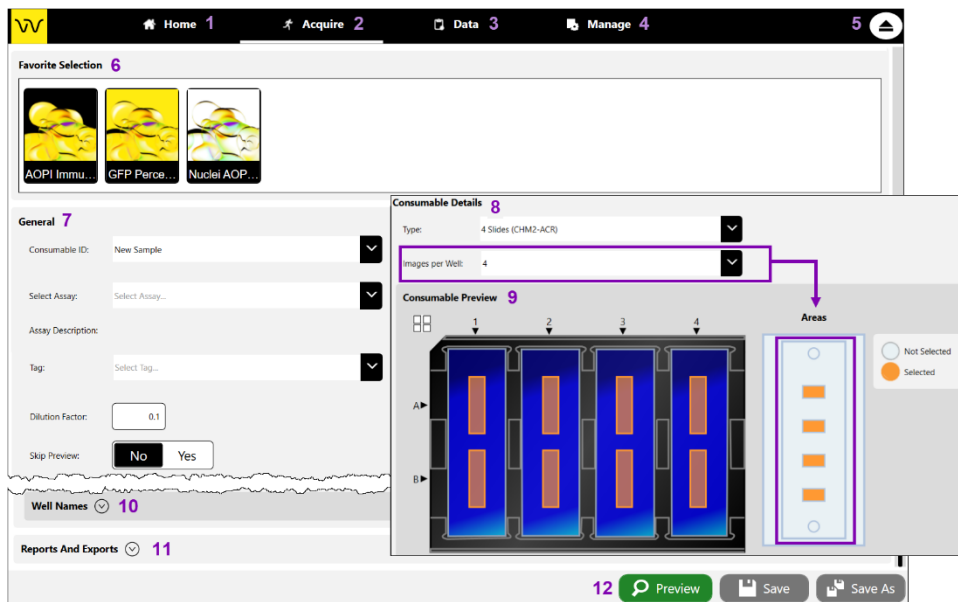 Home 1 Acquire 2 Data 3 Manage 4 5
Favorite Selection 6
AOPI Immu... GFP Perce... Nuclei AOP...
General 7
Consumable ID: New Sample
Select Assay: Select Assay...
Assay Description:
Tag: Select Tag...
Dilution Factor: 0.1
Skip Preview: No Yes
Consumable Details 8
Type: 4 Slides (CHM2-ACR)
Images per Well: 4
Consumable Preview 9
1 2 3 4
A
B
Areas
Not Selected
Selected
Well Names 10
Reports And Exports 11
12 Preview Save Save As